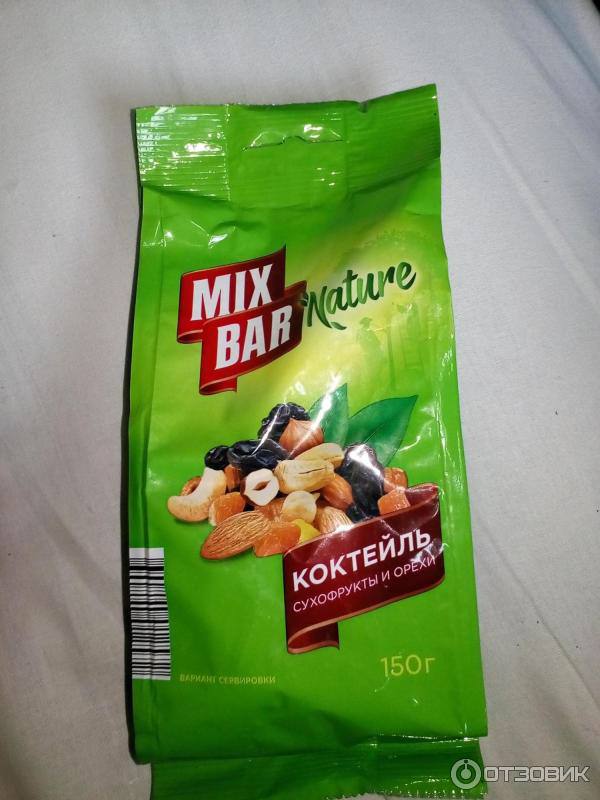 MIX
BAR
Nature
КОКТЕЙЛЬ
СУХОФРУКТЫ И ОРЕХИ
150г
ВАРИАНТ СЕРВИРОВКИ
ОТЗОВИК